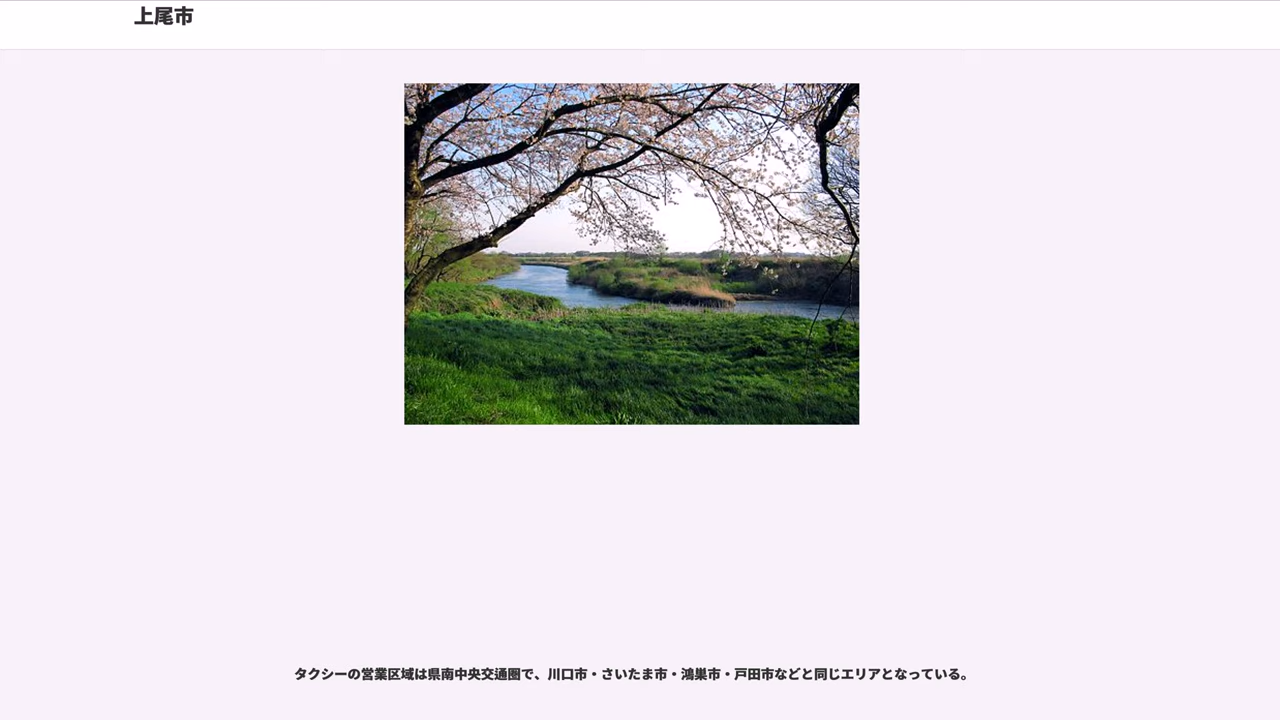 上尾市
タクシーの営業区域は県南中央交通圏で、川口市・さいたま市・鴻巣市・戸田市などと同じエリアとなっている。